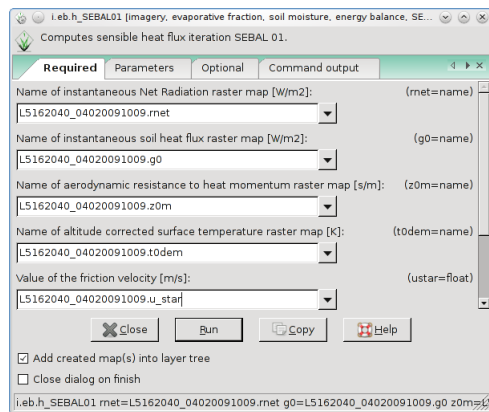 i.eb.h_SEBAL01 [imagery, evaporative fraction, soil moisture, energy balance, SE...
Computes sensible heat flux iteration SEBAL 01.
Required Parameters Optional Command output
Name of instantaneous Net Radiation raster map [W/m2]: (rnet=name)
L5162040_04020091009.rnet
Name of instantaneous soil heat flux raster map [W/m2]: (g0=name)
L5162040_04020091009.g0
Name of aerodynamic resistance to heat momentum raster map [s/m]: (z0m=name)
L5162040_04020091009.z0m
Name of altitude corrected surface temperature raster map [K]: (t0dem=name)
L5162040_04020091009.t0dem
Value of the friction velocity [m/s]: (ustar=float)
L5162040_04020091009.u_star
Close Run Copy Help
Add created map(s) into layer tree
Close dialog on finish
i.eb.h_SEBAL01 rnet=L5162040_04020091009.rnet g0=L5162040_04020091009.g0 z0m=L5